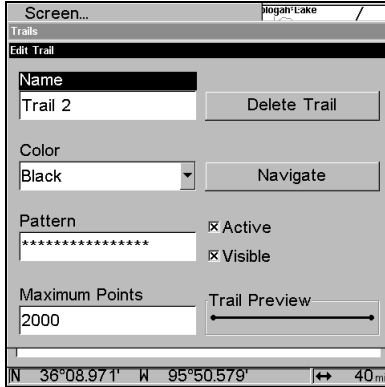 Screen...
Trails
Edit Trail
Name
Trail 2
Delete Trail
Color
Black
Navigate
Pattern
****************
Active
Visible
Maximum Points
2000
Trail Preview
N 36°08.971' W 95°50.579' ↔ 40m